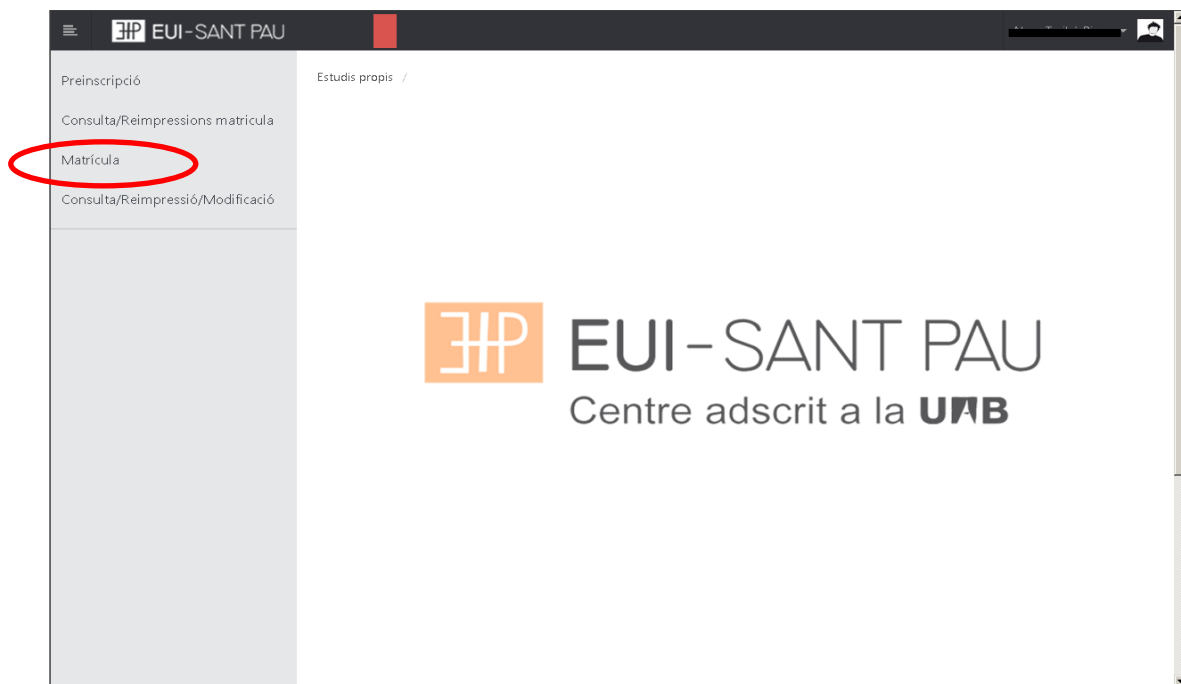 EUI-SANT PAU
Preinscripció
Estudis propis /
Consulta/Reimpressions matricula
Matrícula
Consulta/Reimpressió/Modificació
EUI-SANT PAU
Centre adscrit a la UAB